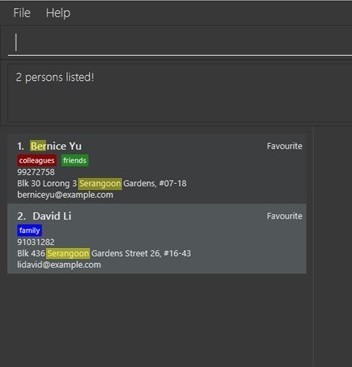 File Help
2 persons listed!
1. Bernice Yu Favourite
colleagues friends
99272758
Blk 30 Lorong 3 Serangoon Gardens, #07-18
berniceyu@example.com
2. David Li Favourite
family
91031282
Blk 436 Serangoon Gardens Street 26, #16-43
lidavid@example.com